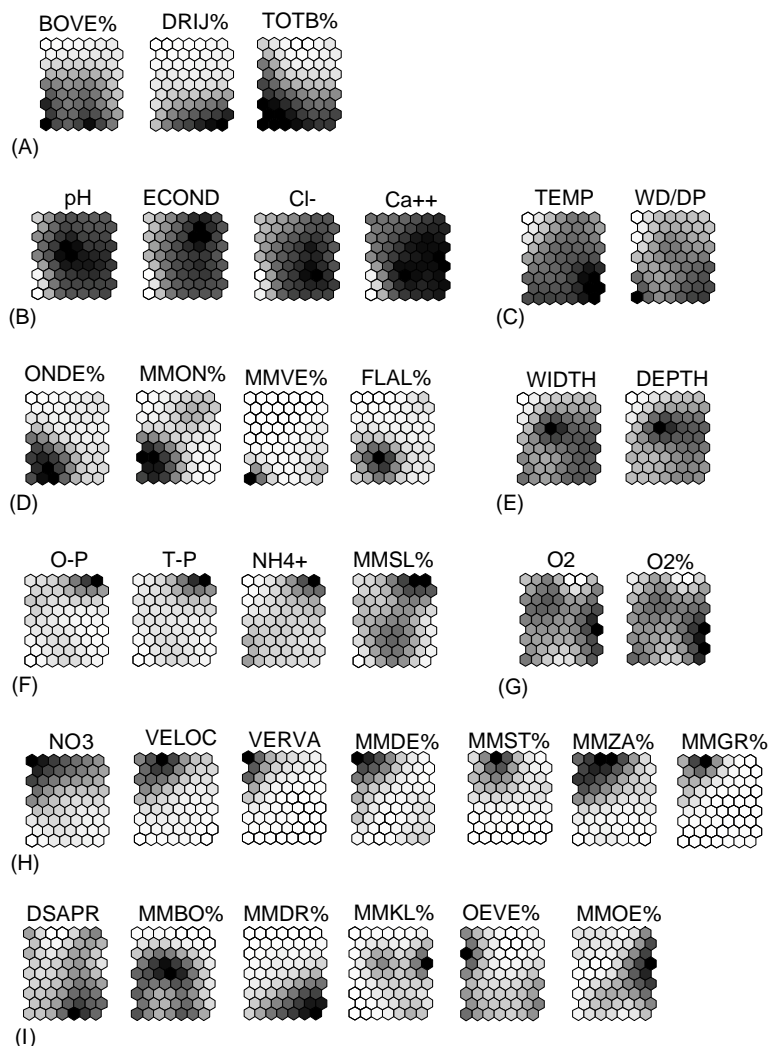 BOVE% DRIJ% TOTB%
(A)
pH ECOND Cl- Ca++ TEMP WD/DP
(B) (C)
ONDE% MMON% MMVE% FLAL% WIDTH DEPTH
(D) (E)
O-P T-P NH4+ MMSL% O2 O2%
(F) (G)
NO3 VELOC VERVA MMDE% MMST% MMZA% MMGR%
(H)
DSAPR MMBO% MMDR% MMKL% OEVE% MMOE%
(I)